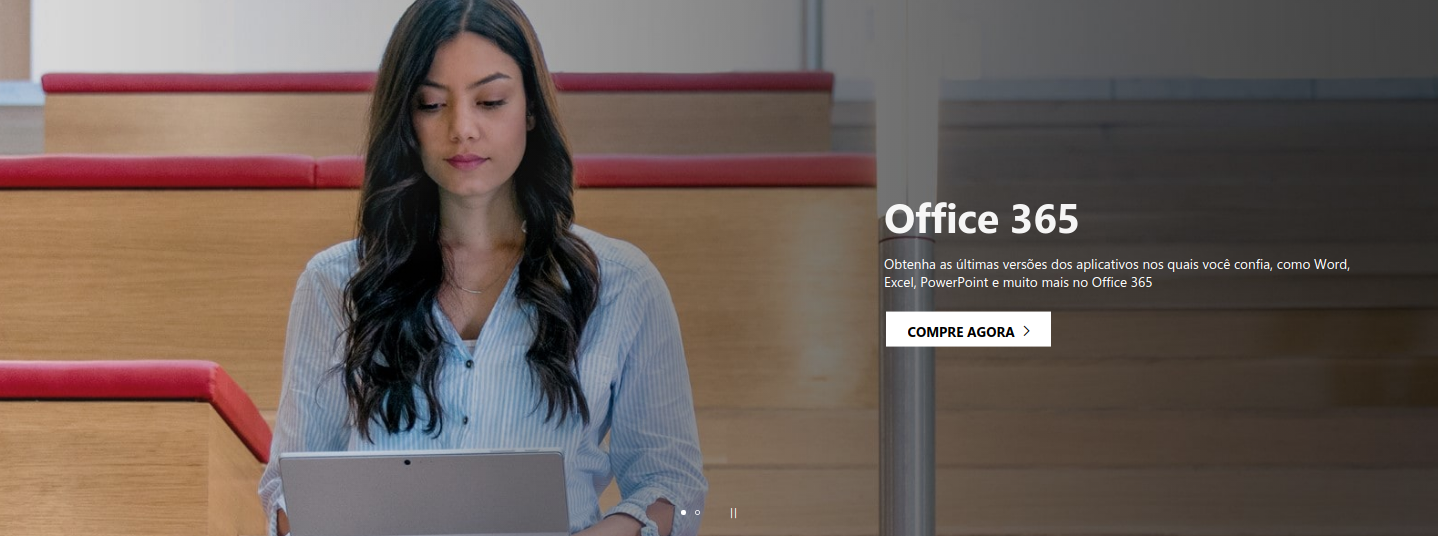 Office 365
Obtenha as últimas versões dos aplicativos nos quais você confia, como Word,
Excel, PowerPoint e muito mais no Office 365
COMPRE AGORA